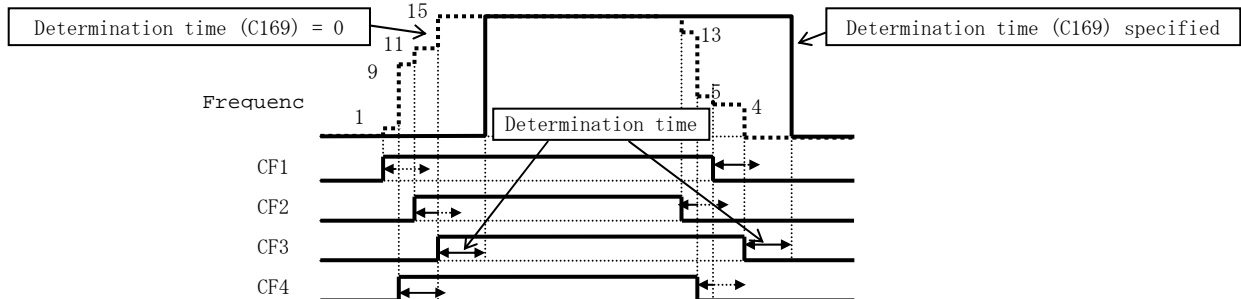 15
Determination time (C169) = 0
Determination time (C169) specified
11
13
9
5
Frequenc
1
4
Determination time
CF1
CF2
CF3
CF4